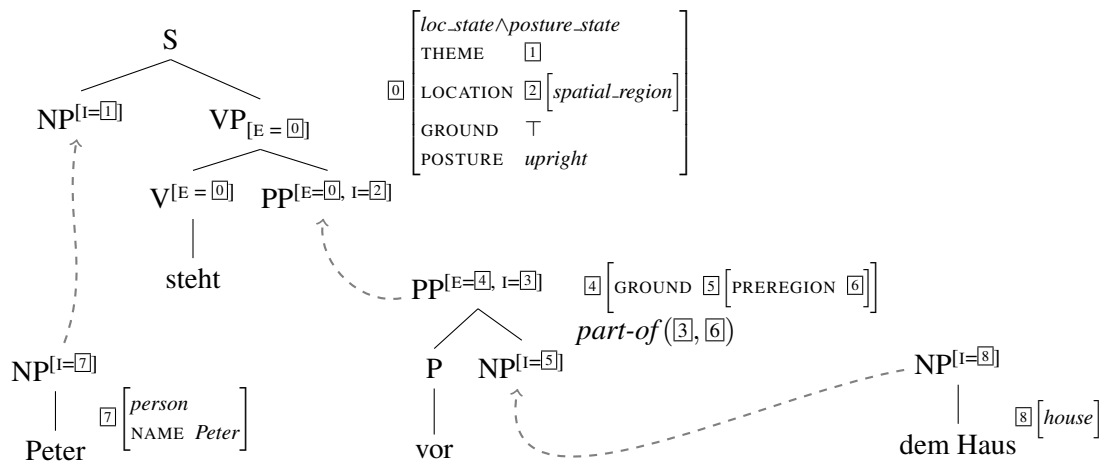 S
NP[I=1] VP[E = 0]
V[E = 0] PP[E=0, I=2]
steht
0 [loc_state∧posture_state
THEME 1
LOCATION 2 [spatial_region]
GROUND ⊤
POSTURE upright]
PP[E=4, I=3]
4 [GROUND 5 [PREREGION 6]]
part-of(3, 6)
P NP[I=5]
vor
NP[I=7]
Peter
7 [person
NAME Peter]
NP[I=8]
dem Haus
8 [house]